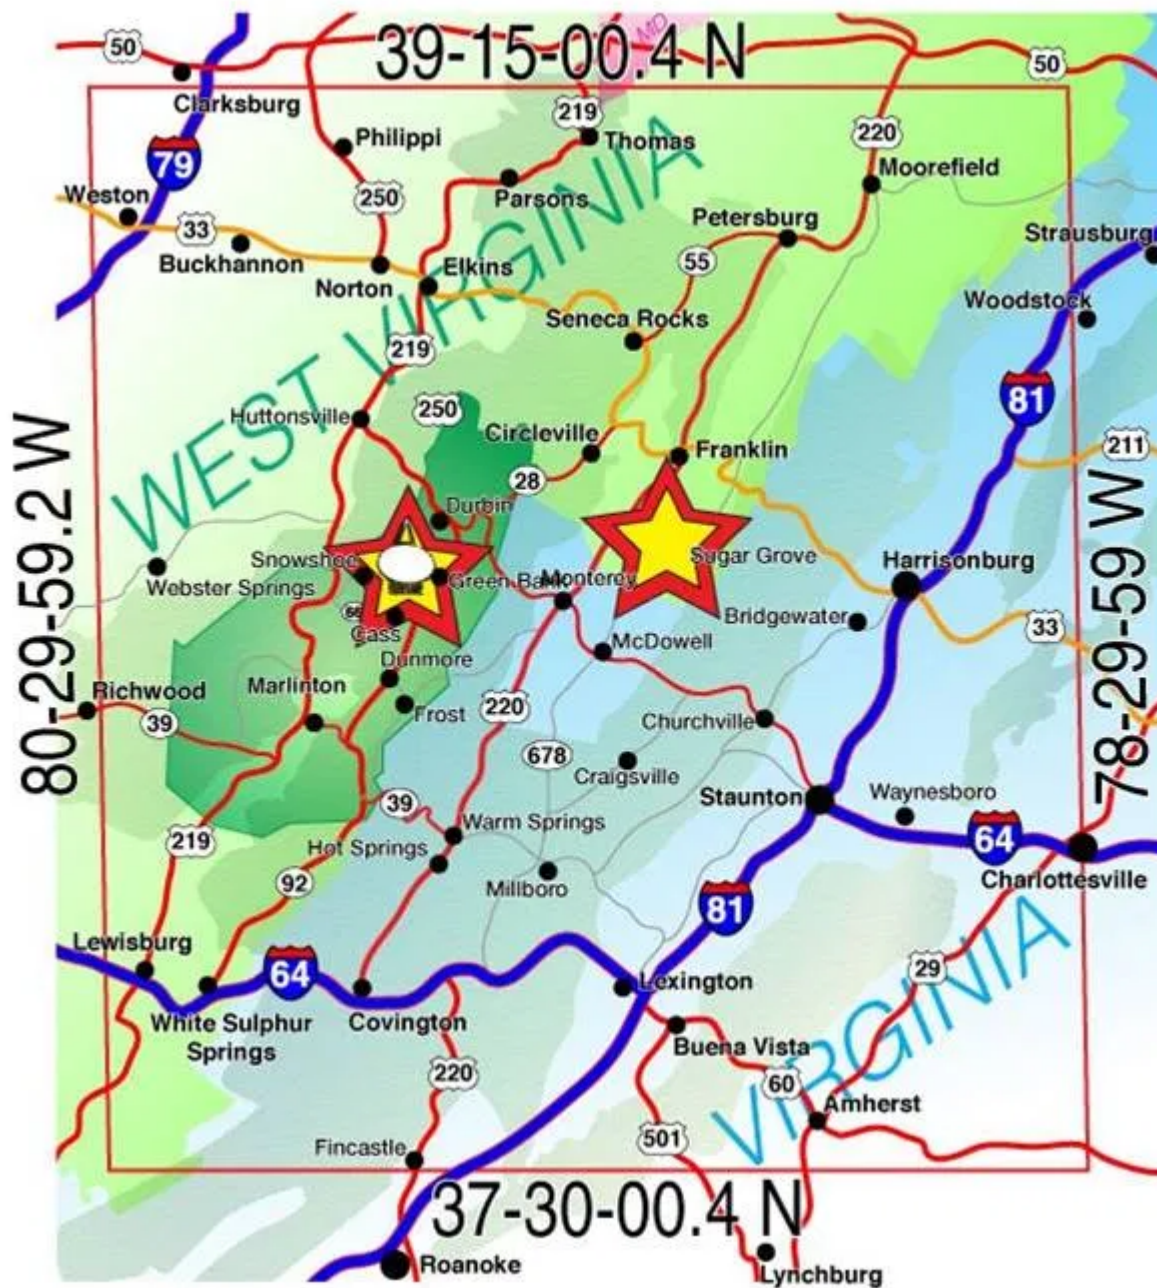 39-15-00.4 N
MD
50
50
Clarksburg
219
220
Philippi
Thomas
79
Moorefield
Weston
250
Parsons
Petersburg
33
Strausburg
Buckhannon
Elkins
55
Norton
WEST VIRGINIA
Woodstock
Seneca Rocks
219
81
250
Huttonsville
Circleville
Franklin
211
28
80-29-59.2 W
78-29-59 W
Durbin
Snowshoe
Sugar Grove
Harrisonburg
Webster Springs
Green Bank
Monterey
Bridgewater
66
Cass
33
McDowell
Dunmore
Richwood
Marlinton
39
Frost
220
Churchville
678
Craigsville
39
Staunton
Waynesboro
219
Warm Springs
64
Hot Springs
92
Millboro
Charlottesville
81
Lewisburg
64
29
Lexington
White Sulphur
Springs
Covington
Buena Vista
VIRGINIA
220
60
Amherst
Fincastle
501
37-30-00.4 N
Roanoke
Lynchburg